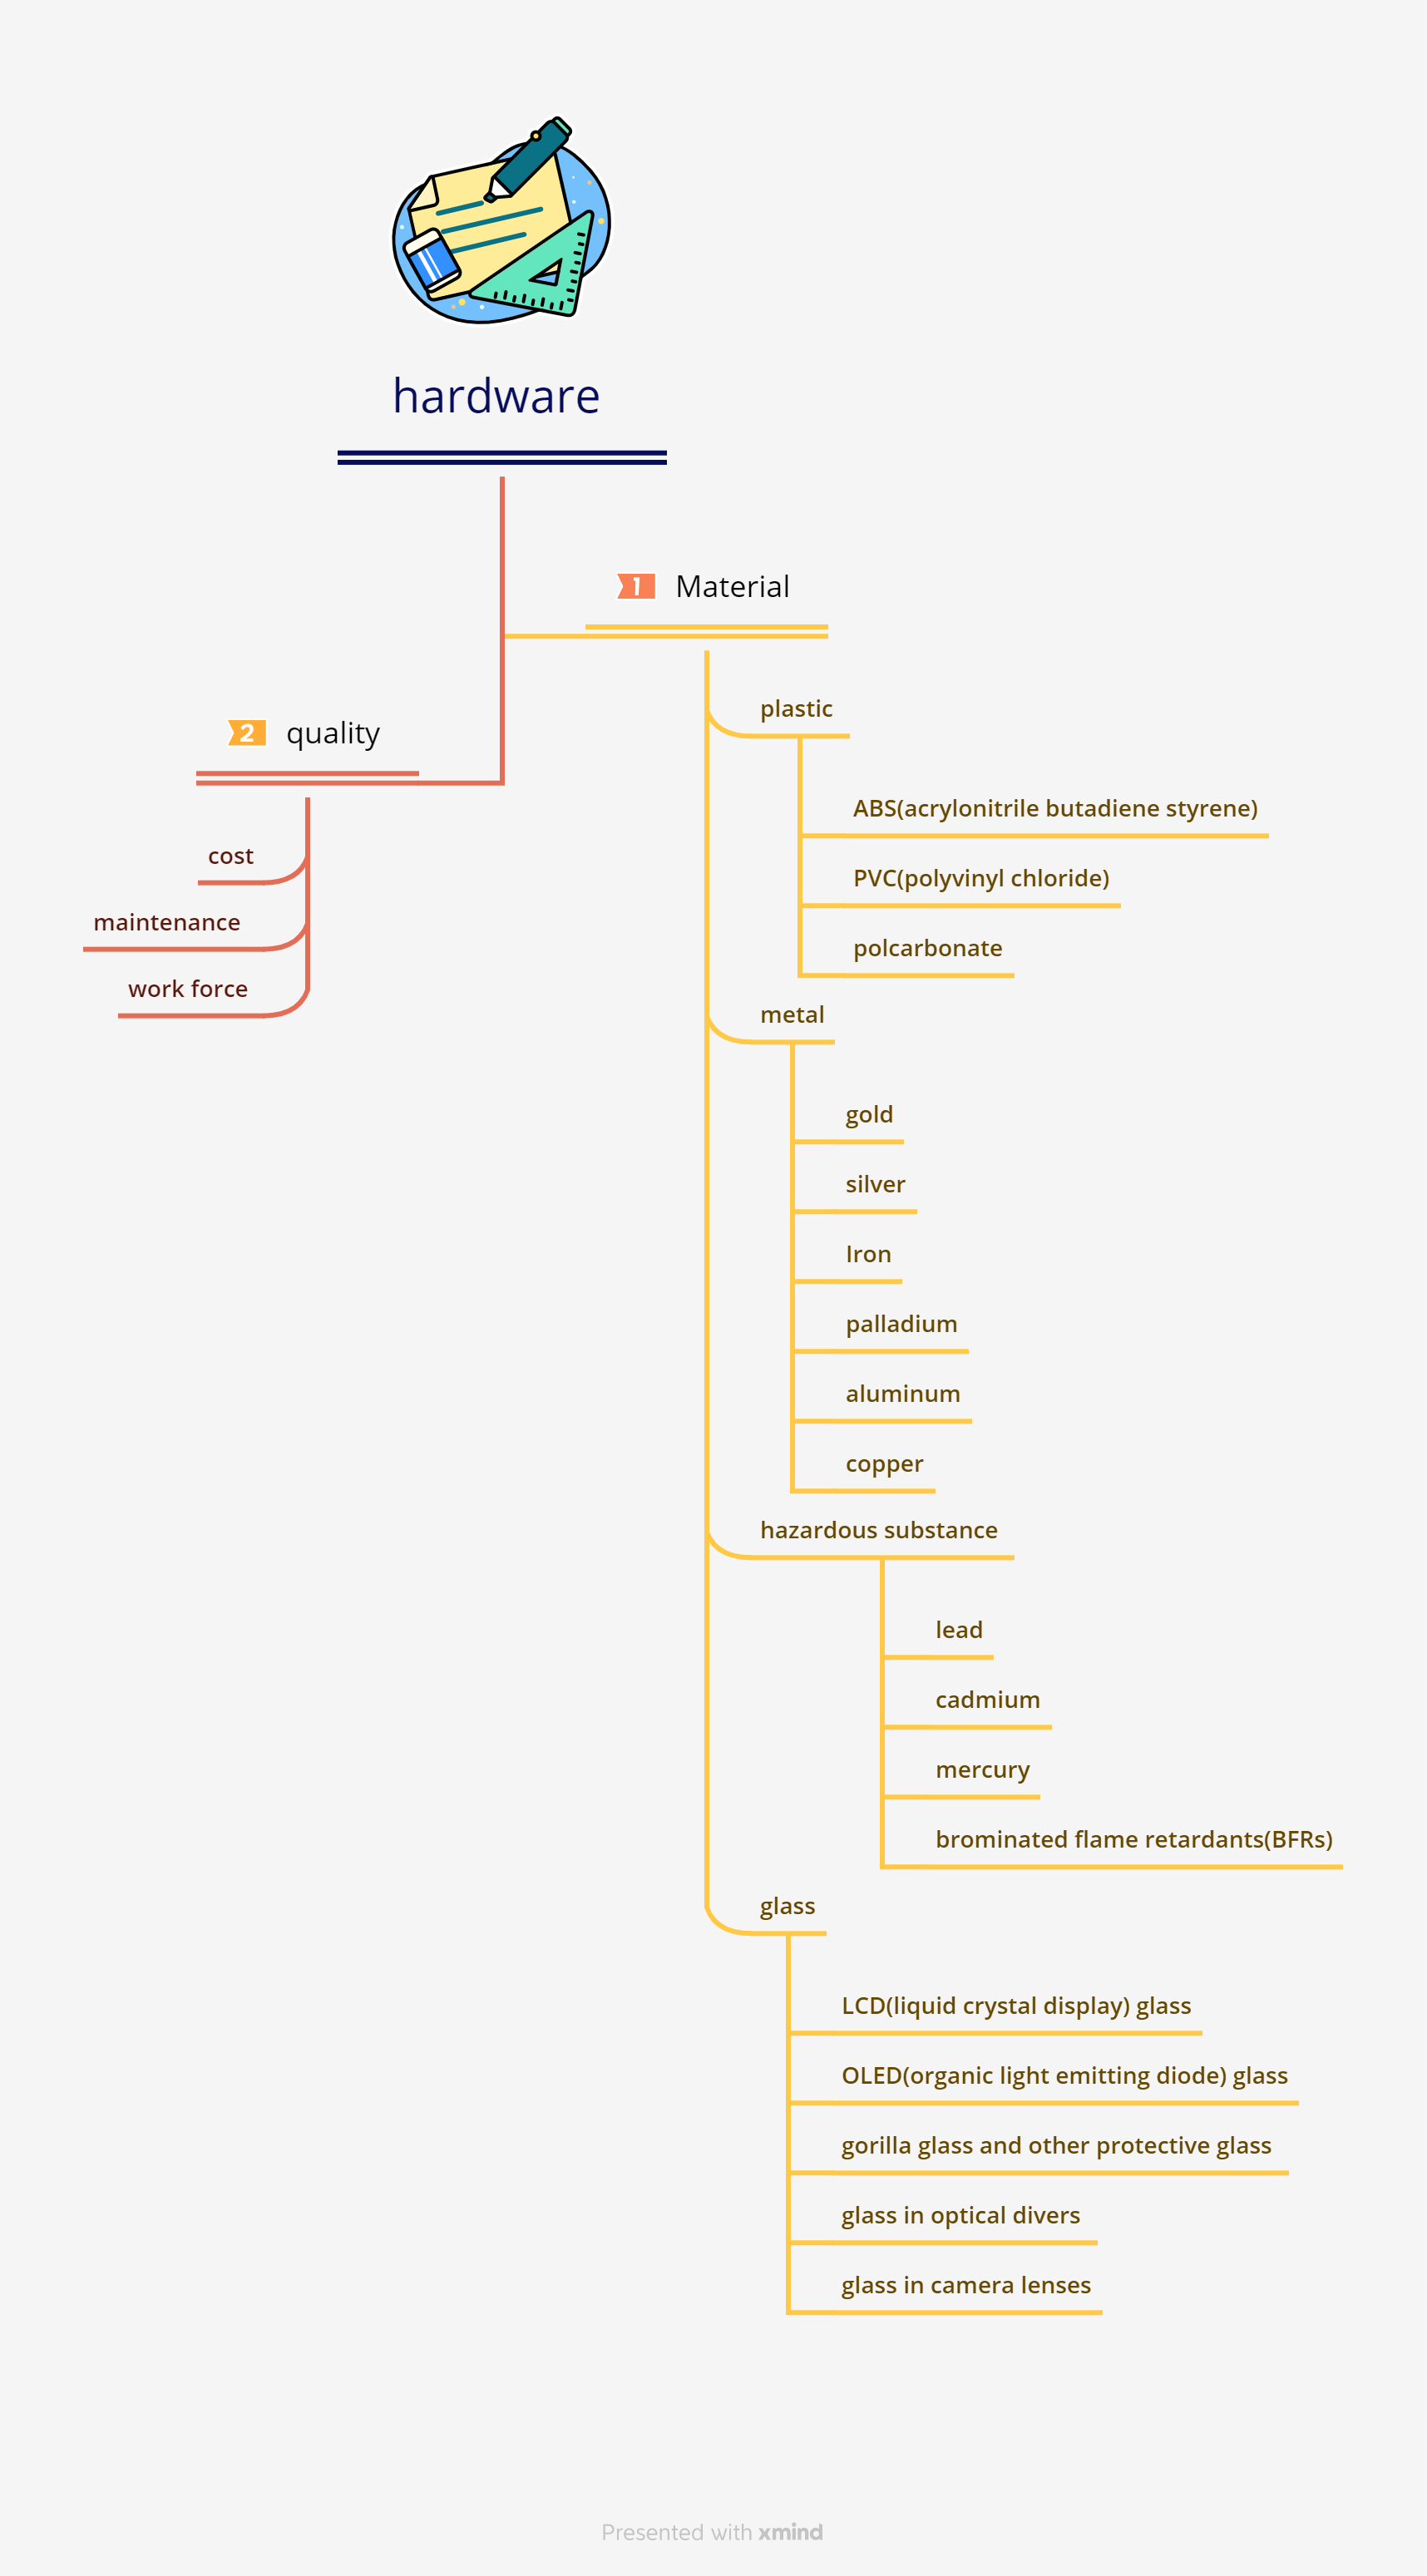 hardware
1 Material
plastic
ABS(acrylonitrile butadiene styrene)
PVC(polyvinyl chloride)
polcarbonate
metal
gold
silver
Iron
palladium
aluminum
copper
hazardous substance
lead
cadmium
mercury
brominated flame retardants(BFRs)
glass
LCD(liquid crystal display) glass
OLED(organic light emitting diode) glass
gorilla glass and other protective glass
glass in optical divers
glass in camera lenses
2 quality
cost
maintenance
work force
Presented with xmind